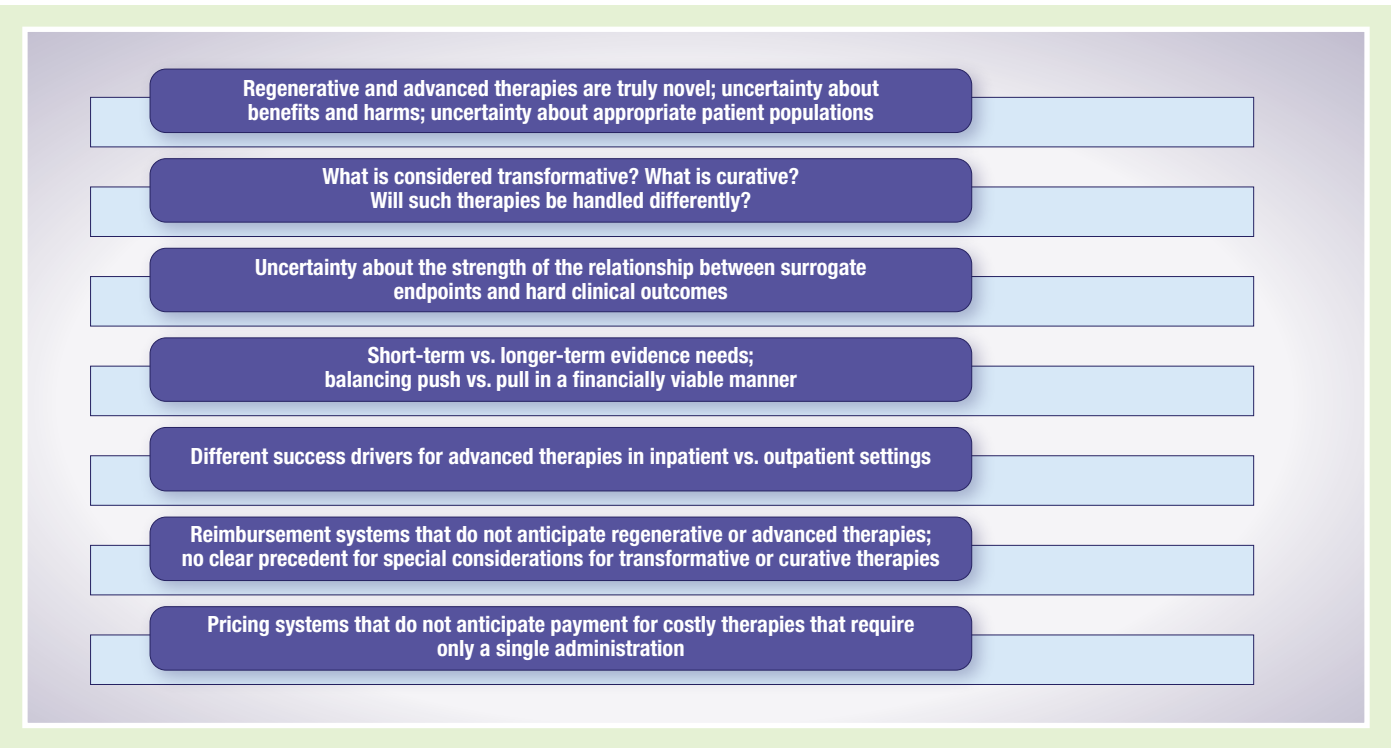 Regenerative and advanced therapies are truly novel; uncertainty about
benefits and harms; uncertainty about appropriate patient populations
What is considered transformative? What is curative?
Will such therapies be handled differently?
Uncertainty about the strength of the relationship between surrogate
endpoints and hard clinical outcomes
Short-term vs. longer-term evidence needs;
balancing push vs. pull in a financially viable manner
Different success drivers for advanced therapies in inpatient vs. outpatient settings
Reimbursement systems that do not anticipate regenerative or advanced therapies;
no clear precedent for special considerations for transformative or curative therapies
Pricing systems that do not anticipate payment for costly therapies that require
only a single administration